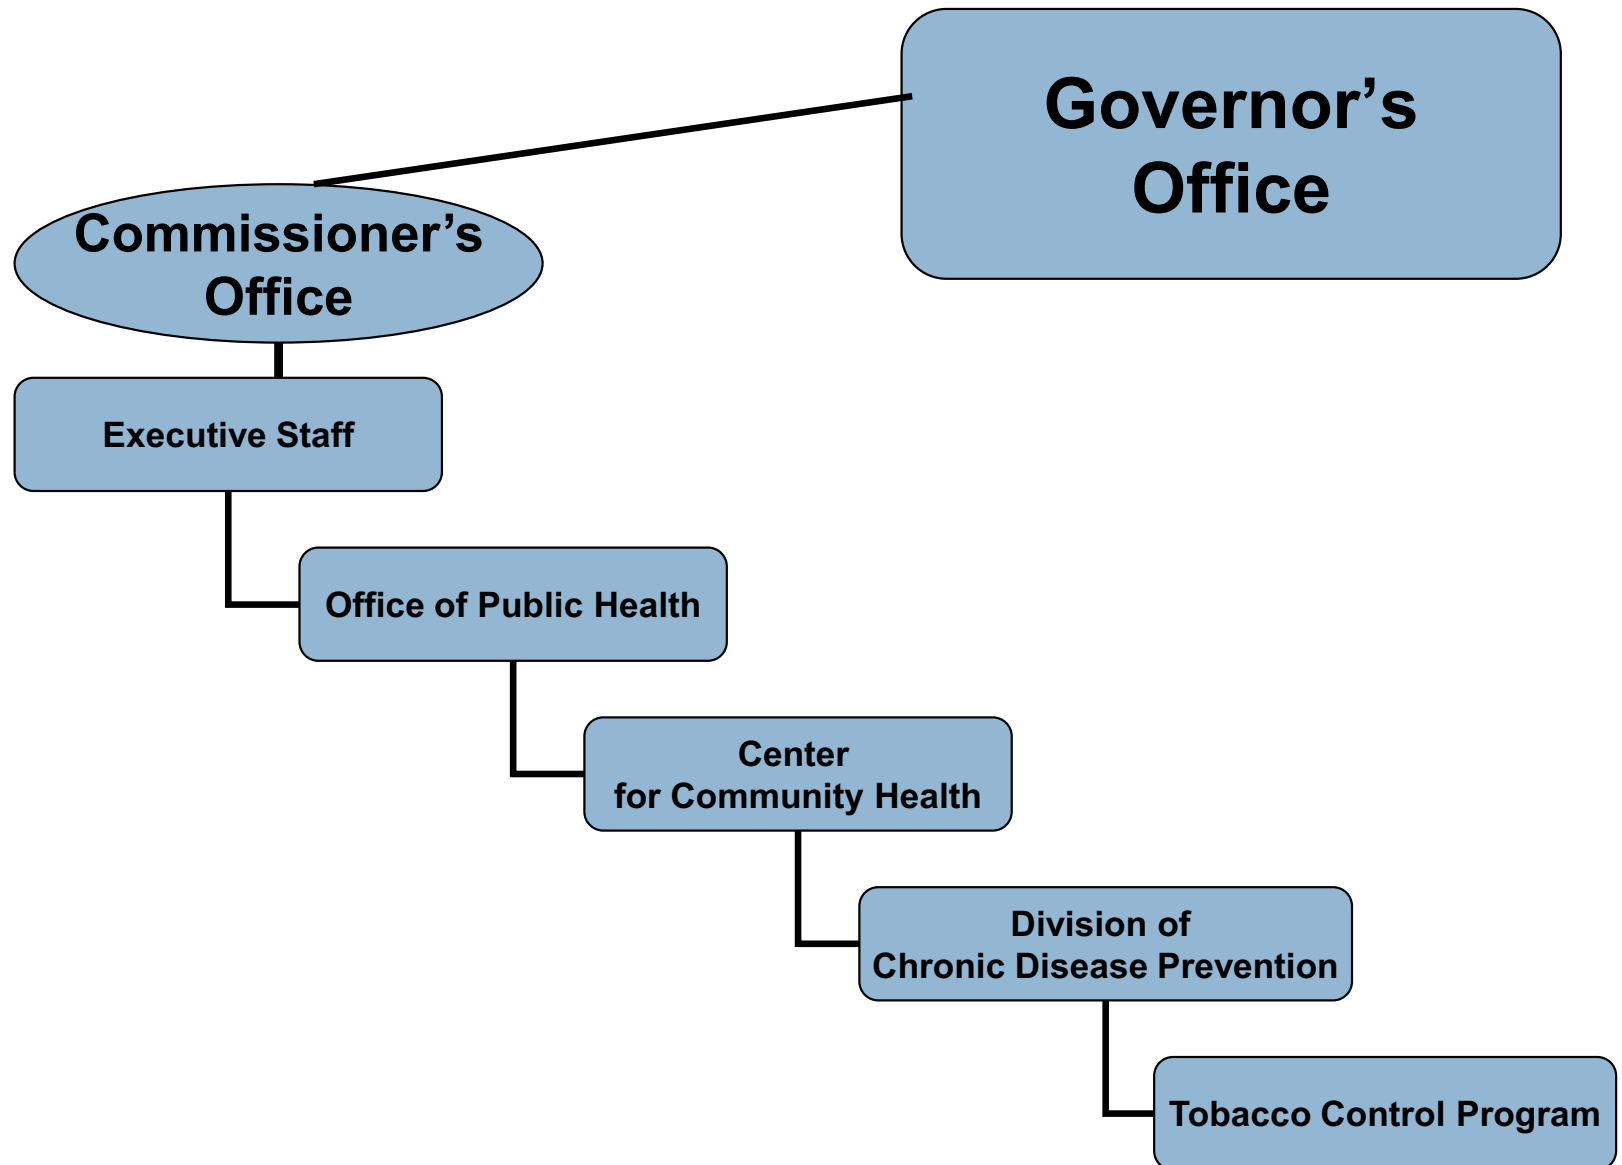 Governor’s
Office
Commissioner’s
Office
Executive Staff
Office of Public Health
Center
for Community Health
Division of
Chronic Disease Prevention
Tobacco Control Program